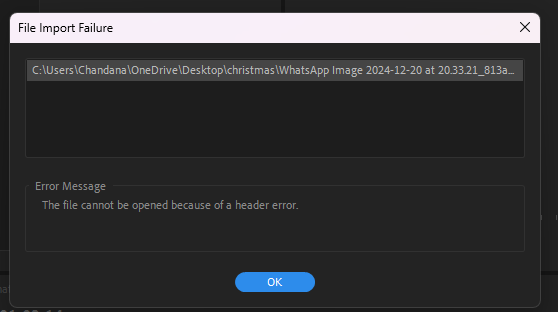 File Import Failure
C:\Users\Chandana\OneDrive\Desktop\christmas\WhatsApp Image 2024-12-20 at 20.33.21_813a...
Error Message
The file cannot be opened because of a header error.
OK